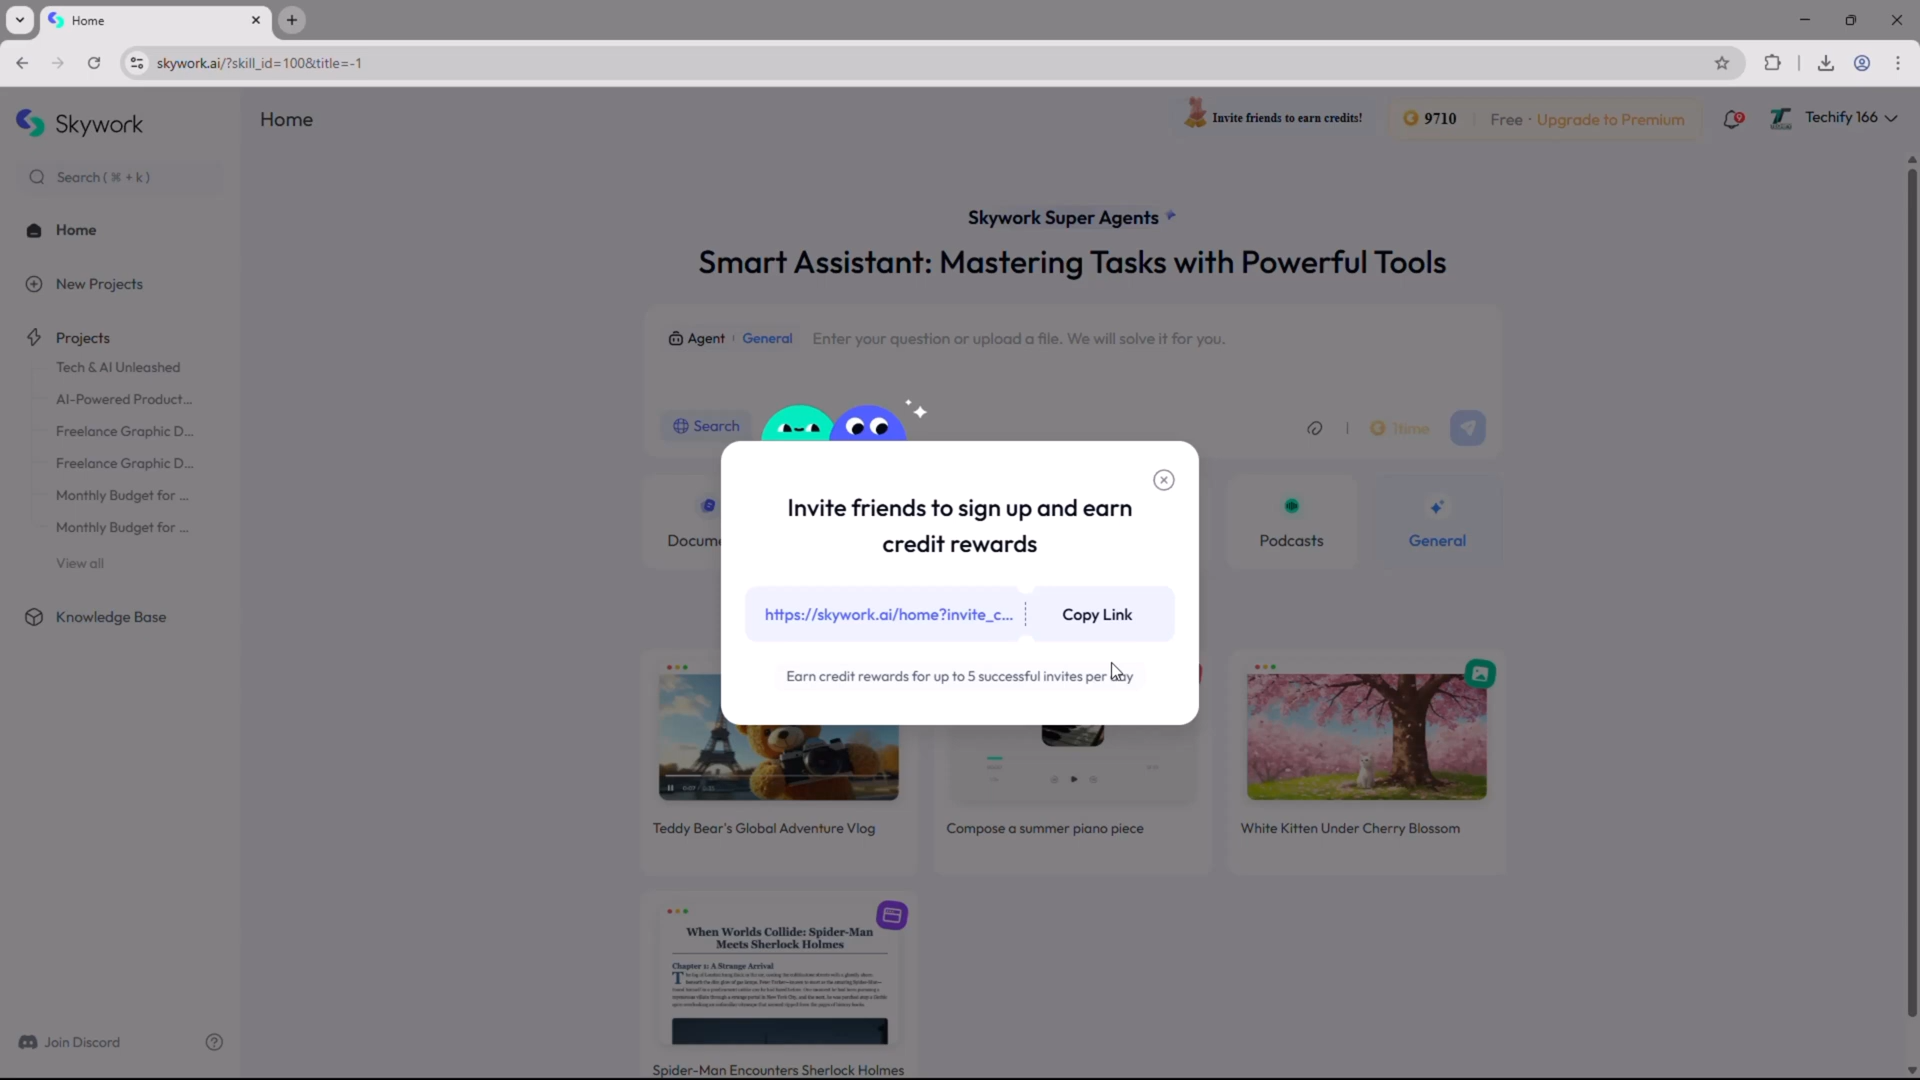 Home
skywork.ai/?skill_id=100&title=-1
Skywork
Home
Invite friends to earn credits!
9710
Free · Upgrade to Premium
Techify 166
Search ( ⌘ + k )
Home
New Projects
Projects
Tech & AI Unleashed
AI-Powered Product...
Freelance Graphic D...
Freelance Graphic D...
Monthly Budget for ...
Monthly Budget for ...
View all
Knowledge Base
Join Discord
Skywork Super Agents
Smart Assistant: Mastering Tasks with Powerful Tools
Agent
General
Enter your question or upload a file. We will solve it for you.
Search
1time
Podcasts
General
Invite friends to sign up and earn
credit rewards
https://skywork.ai/home?invite_c...
Copy Link
Earn credit rewards for up to 5 successful invites per
Teddy Bear's Global Adventure Vlog
Compose a summer piano piece
White Kitten Under Cherry Blossom
When Worlds Collide: Spider-Man
Meets Sherlock Holmes
Chapter 1: A Strange Arrival
Spider-Man Encounters Sherlock Holmes